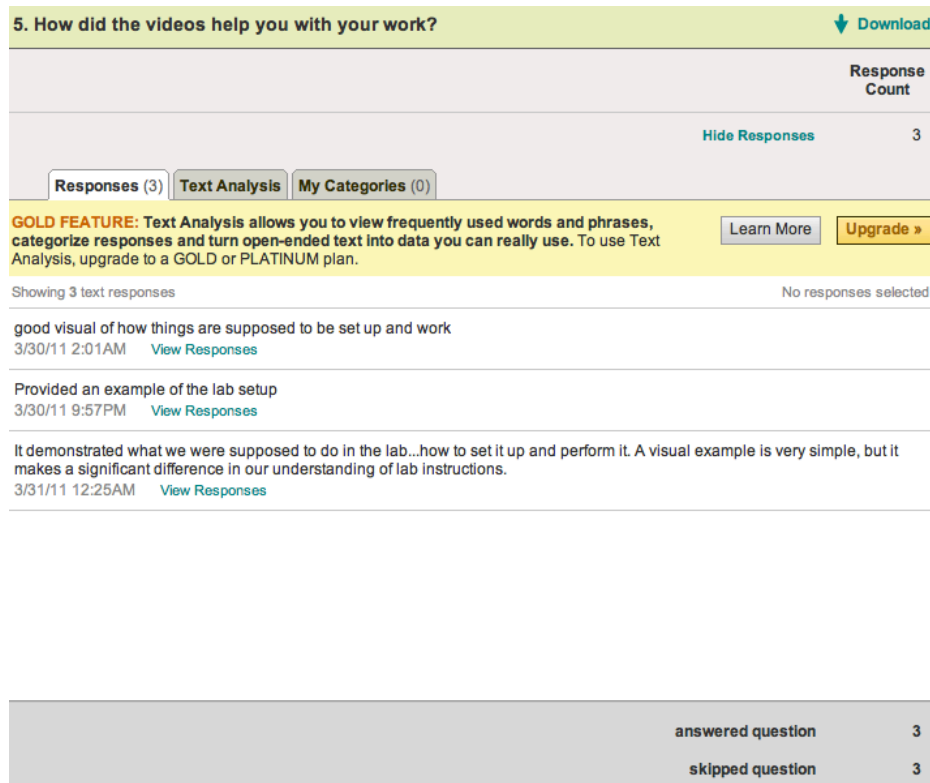 5. How did the videos help you with your work?
Download
Response
Count
Hide Responses
3
Responses (3)
Text Analysis
My Categories (0)
GOLD FEATURE: Text Analysis allows you to view frequently used words and phrases,
categorize responses and turn open-ended text into data you can really use. To use Text
Analysis, upgrade to a GOLD or PLATINUM plan.
Learn More
Upgrade »
Showing 3 text responses
No responses selected
good visual of how things are supposed to be set up and work
3/30/11 2:01AM View Responses
Provided an example of the lab setup
3/30/11 9:57PM View Responses
It demonstrated what we were supposed to do in the lab...how to set it up and perform it. A visual example is very simple, but it
makes a significant difference in our understanding of lab instructions.
3/31/11 12:25AM View Responses
answered question 3
skipped question 3